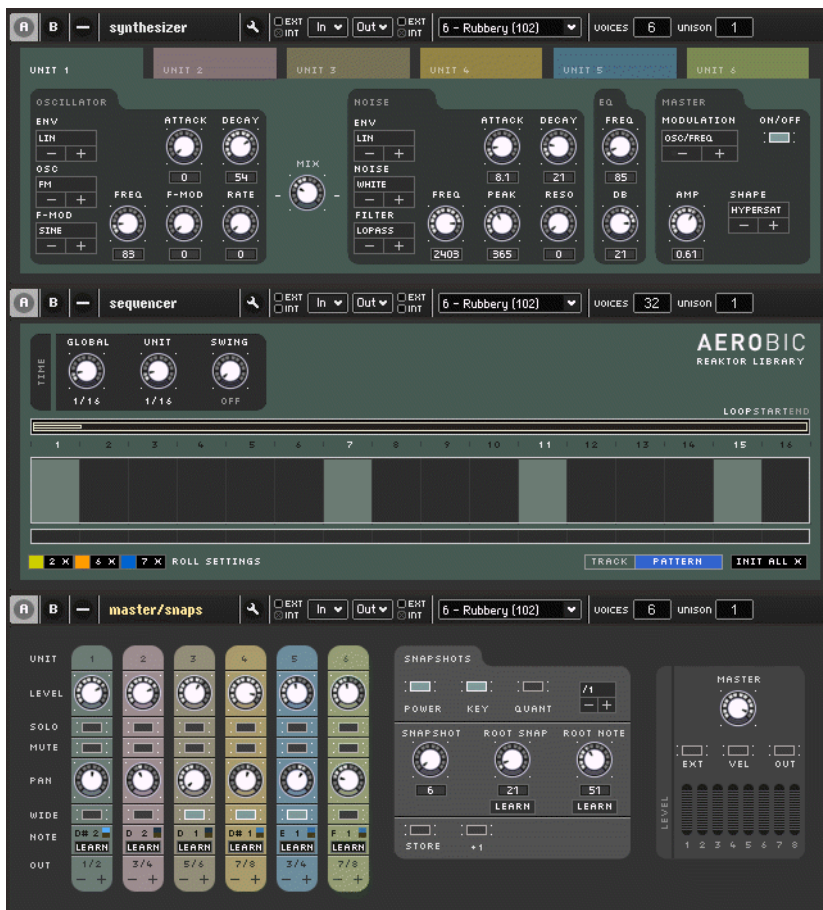 A B synthesizer EXT INT In Out EXT INT 6 - Rubbery (102) VOICES 6 UNISON 1
UNIT 1 UNIT 2 UNIT 3 UNIT 4 UNIT 5 UNIT 6
OSCILLATOR NOISE EQ MASTER
ENV ATTACK DECAY ENV ATTACK DECAY FREQ MODULATION ON/OFF
LIN LIN OSC/FREQ
- + - + - +
0 54 8.1 21 85
OSC MIX NOISE
FM WHITE
- + - +
FREQ F-MOD RATE FREQ PEAK RESO DB AMP SHAPE
F-MOD FILTER HYPERSAT
SINE LOPASS - +
- + - +
83 0 0 2403 365 0 21 0.61
A B sequencer EXT INT In Out EXT INT 6 - Rubbery (102) VOICES 32 UNISON 1
TIME
GLOBAL UNIT SWING
1/16 1/16 OFF
AEROBIC
REAKTOR LIBRARY
LOOPSTARTEND
1 2 3 4 5 6 7 8 9 10 11 12 13 14 15 16
2 X 6 X 7 X ROLL SETTINGS TRACK PATTERN INIT ALL X
A B master/snaps EXT INT In Out EXT INT 6 - Rubbery (102) VOICES 6 UNISON 1
UNIT 1 2 3 4 5 6
LEVEL
SOLO
MUTE
PAN
WIDE
NOTE D# 2 D 2 D 1 D# 1 E 1 F 1
LEARN LEARN LEARN LEARN LEARN LEARN
OUT 1/2 3/4 5/6 7/8 3/4 7/8
- + - + - + - + - + - +
SNAPSHOTS
/1
- +
POWER KEY QUANT
SNAPSHOT ROOT SNAP ROOT NOTE
6 21 51
LEARN LEARN
STORE +1
MASTER
EXT VEL OUT
LEVEL
1 2 3 4 5 6 7 8